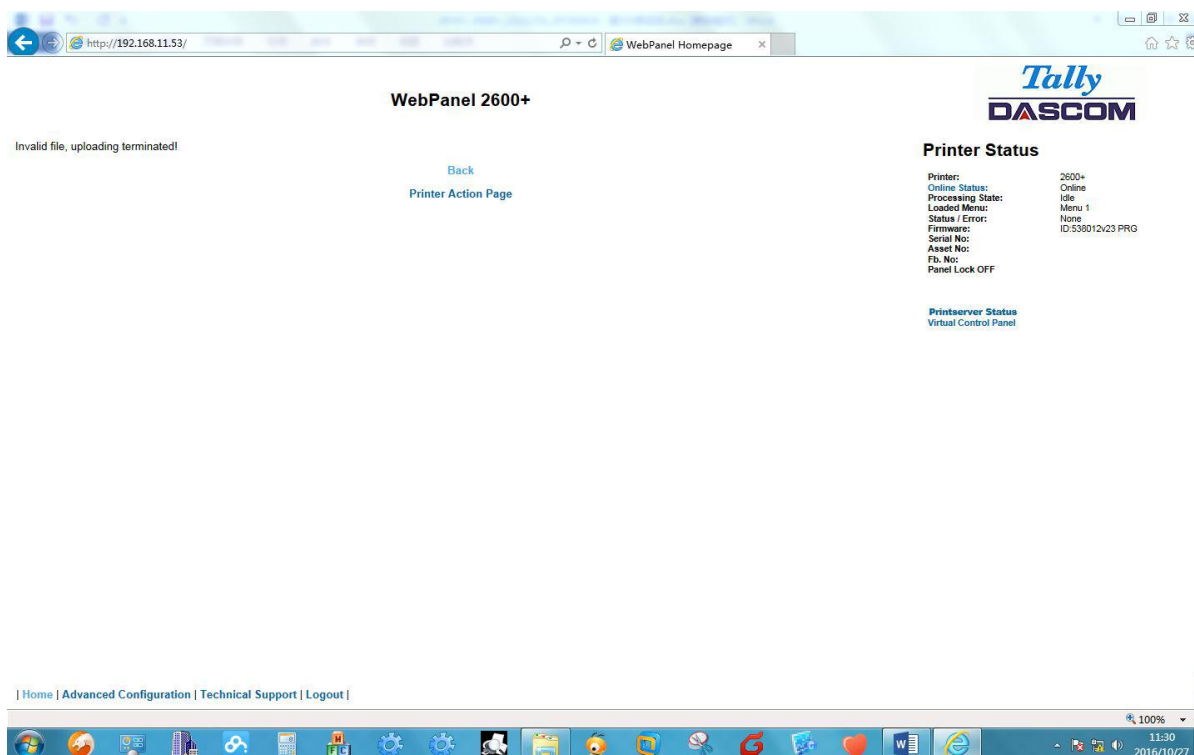 http://192.168.11.53/
WebPanel Homepage
Tally
DASCOM
WebPanel 2600+
Invalid file, uploading terminated!
Back
Printer Action Page
Printer Status
Printer: 2600+
Online Status: Online
Processing State: Idle
Loaded Menu: Menu 1
Status / Error: None
Firmware: ID:538012v23 PRG
Serial No:
Asset No:
Fb. No:
Panel Lock OFF
Printserver Status
Virtual Control Panel
| Home | Advanced Configuration | Technical Support | Logout |
100%
HFC
W
11:30
2016/10/27